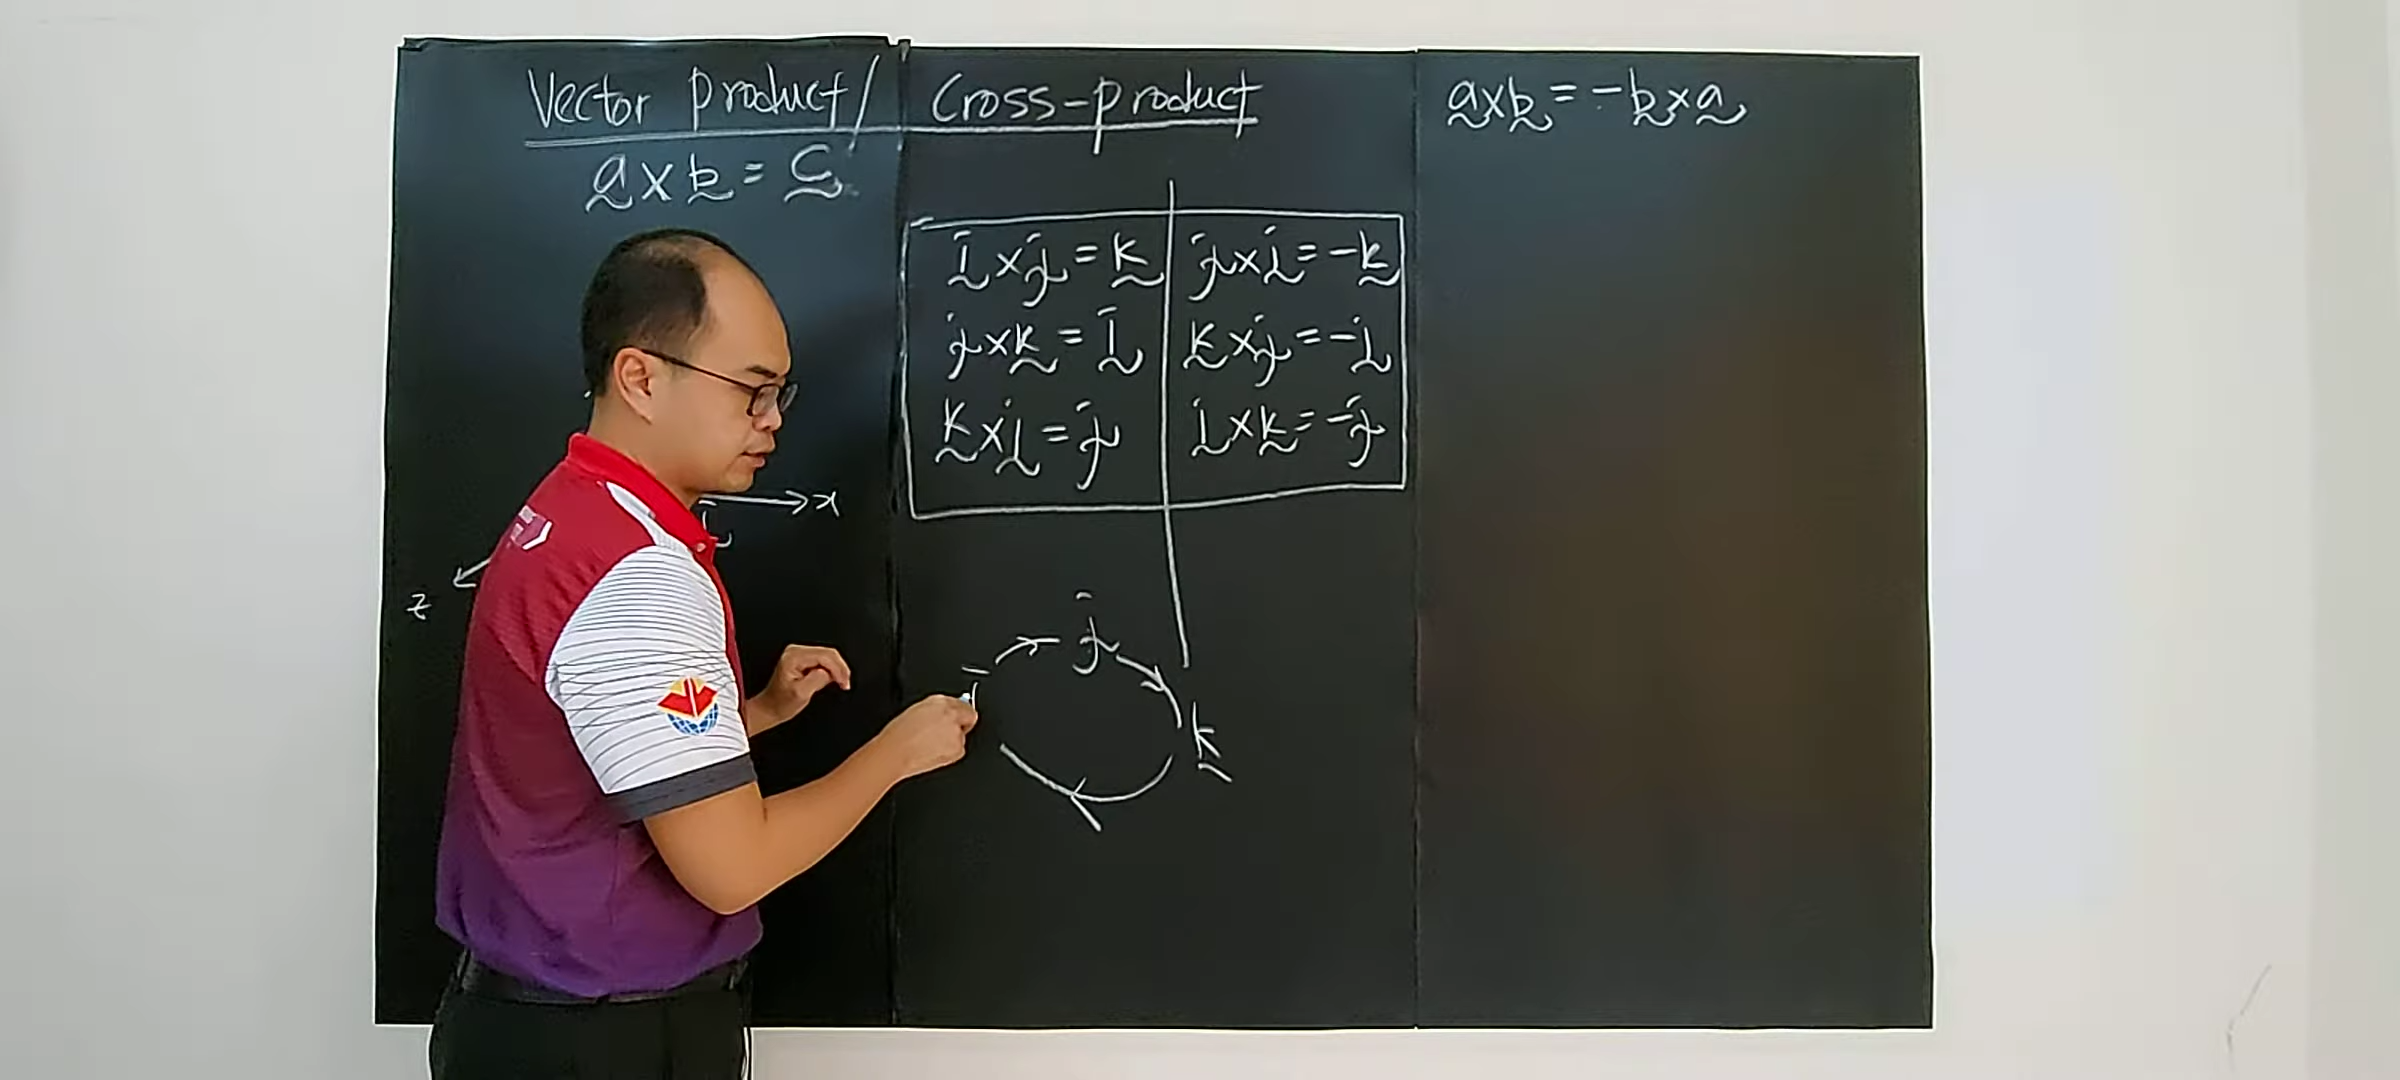 Vector product / Cross-product
a × b = c
i × j = k
j × k = i
k × i = j
j × i = -k
k × j = -i
i × k = -j
x
i
z
j
i
k
a × b = -b × a